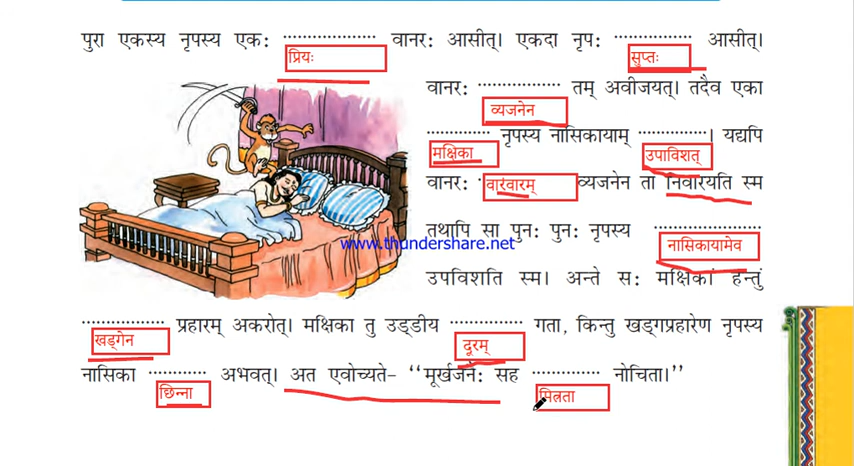 पुरा एकस्य नृपस्य एक: .................... वानर: आसीत्। एकदा नृप: ................. आसीत्।
प्रियः
सुप्तः
वानर: .................. तम् अवीजयत्। तदैव एका
व्यजनेन
.............. नृपस्य नासिकायाम् ...............। यद्यपि
मक्षिका
उपाविशत्
वानर: वारंवारम् व्यजनेन तां निवारयति स्म
तथापि सा पुन: पुन: नृपस्य ........................
www.thundershare.net
नासिकायामेव
उपविशति स्म। अन्ते स: मक्षिकां हन्तुं
.................. प्रहारम् अकरोत्। मक्षिका तु उड्डीय ................ गता, किन्तु खड्गप्रहारेण नृपस्य
खड्गेन
दूरम्
नासिका ............. अभवत्। अत एवोच्यते- “मूर्खजनै: सह ............... नोचिता।”
छिन्ना
मित्रता